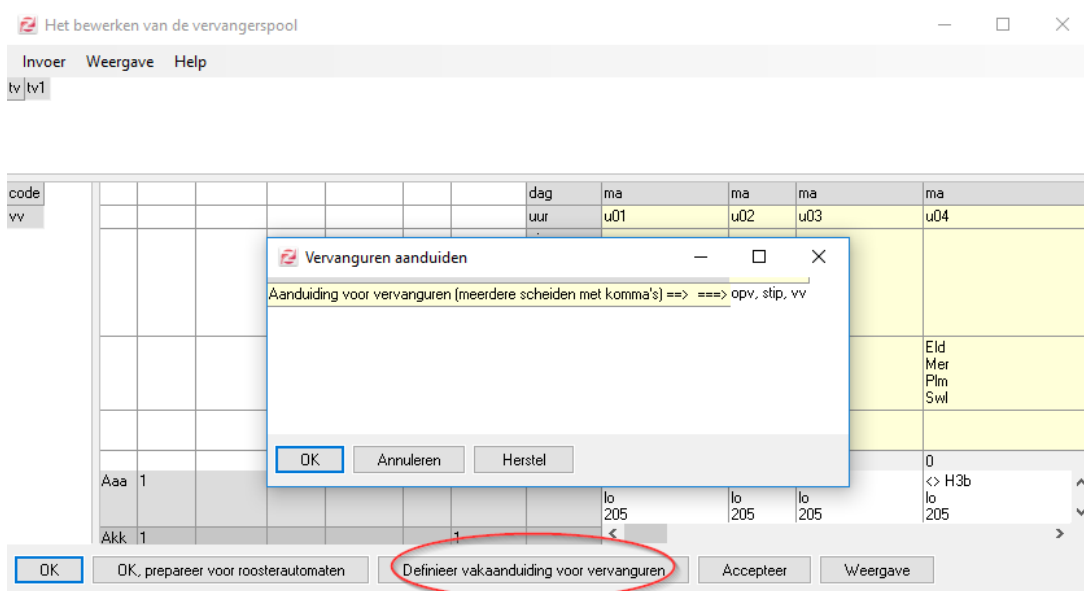 Het bewerken van de vervangerspool
Invoer Weergave Help
tv tv1
code dag ma ma ma ma
vv uur u01 u02 u03 u04
Vervanguren aanduiden
Aanduiding voor vervanguren (meerdere scheiden met komma's) ==> ===> opv, stip, vv
Eld
Mer
Plm
Swl
OK Annuleren Herstel
0
Aaa 1 <> H3b
lo lo lo lo
205 205 205 205
Akk 1 1
OK OK, prepareer voor roosterautomaten Definieer vakaanduiding voor vervanguren Accepteer Weergave